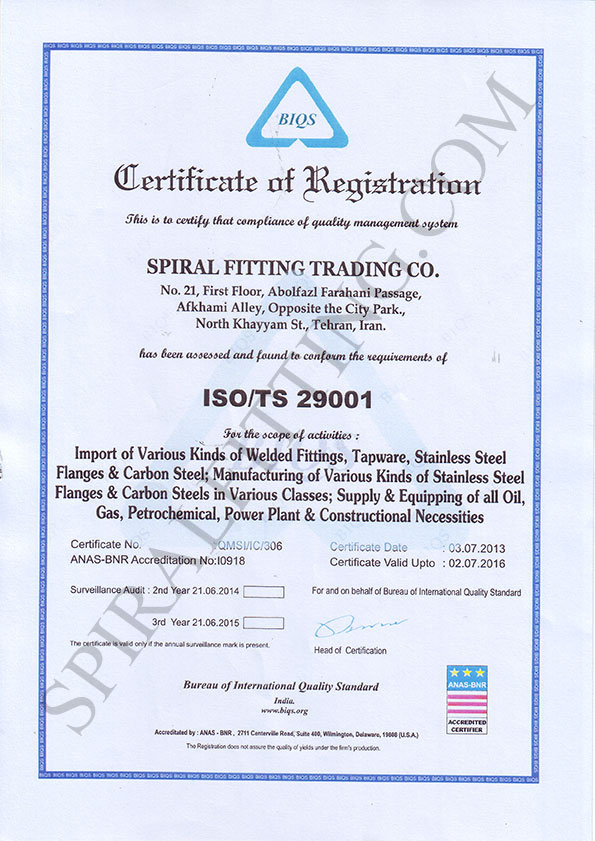 BIQS
Certificate of Registration
This is to certify that compliance of quality management system
SPIRAL FITTING TRADING CO.
No. 21, First Floor, Abolfazl Farahani Passage,
Afkhami Alley, Opposite the City Park.,
North Khayyam St., Tehran, Iran.
has been assessed and found to conform the requirements of
ISO/TS 29001
For the scope of activities :
Import of Various Kinds of Welded Fittings, Tapware, Stainless Steel
Flanges & Carbon Steel; Manufacturing of Various Kinds of Stainless Steel
Flanges & Carbon Steels in Various Classes; Supply & Equipping of all Oil,
Gas, Petrochemical, Power Plant & Constructional Necessities
Certificate No. :QMSI/IC/306
ANAS-BNR Accreditation No:I0918
Certificate Date : 03.07.2013
Certificate Valid Upto : 02.07.2016
Surveillance Audit : 2nd Year 21.06.2014
3rd Year 21.06.2015
The certificate is valid only if the annual surveillance mark is present.
For and on behalf of Bureau of International Quality Standard
Head of Certification
Bureau of International Quality Standard
India.
www.biqs.org
ANAS-BNR
ACCREDITED
CERTIFIER
Accreditated by : ANAS - BNR , 2711 Centerville Road, Suite 400, Wilmington, Delaware, 19808 (U.S.A.)
The Registration does not assure the quality of yields under the firm's production.
SPIRALFITTING.COM